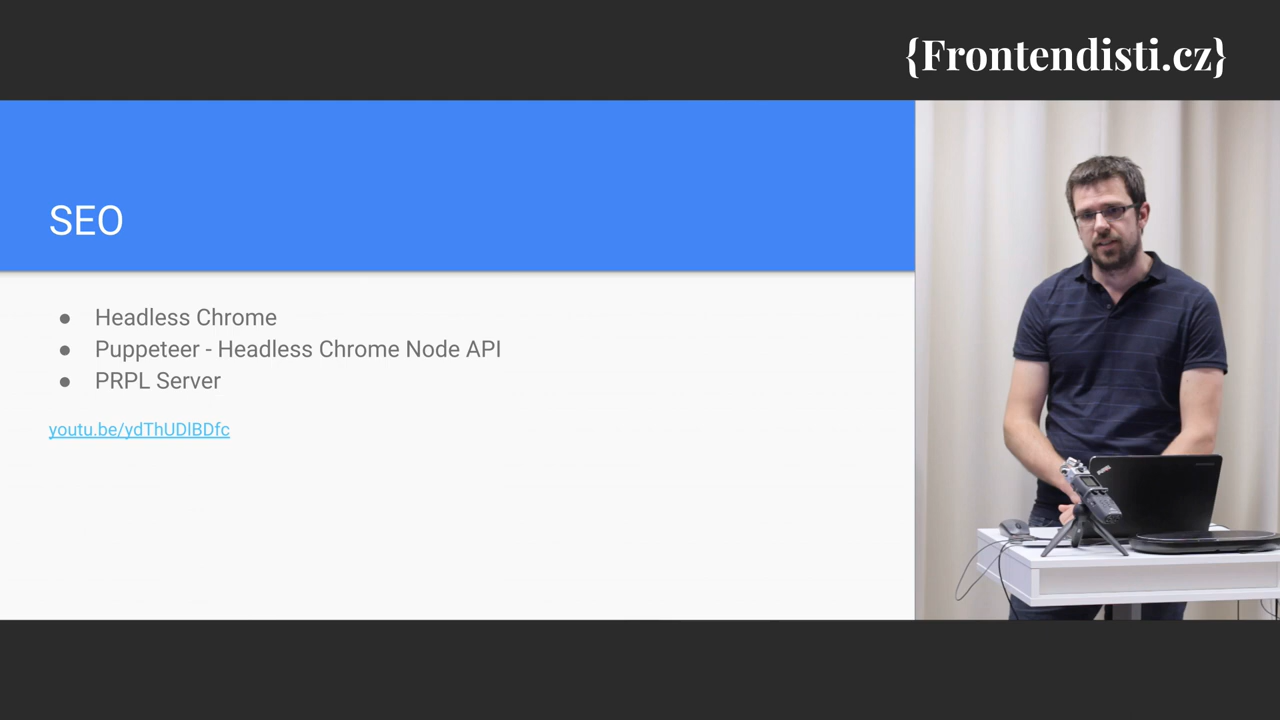 {Frontendisti.cz}
SEO
● Headless Chrome
● Puppeteer - Headless Chrome Node API
● PRPL Server
youtu.be/ydThUDlBDfc